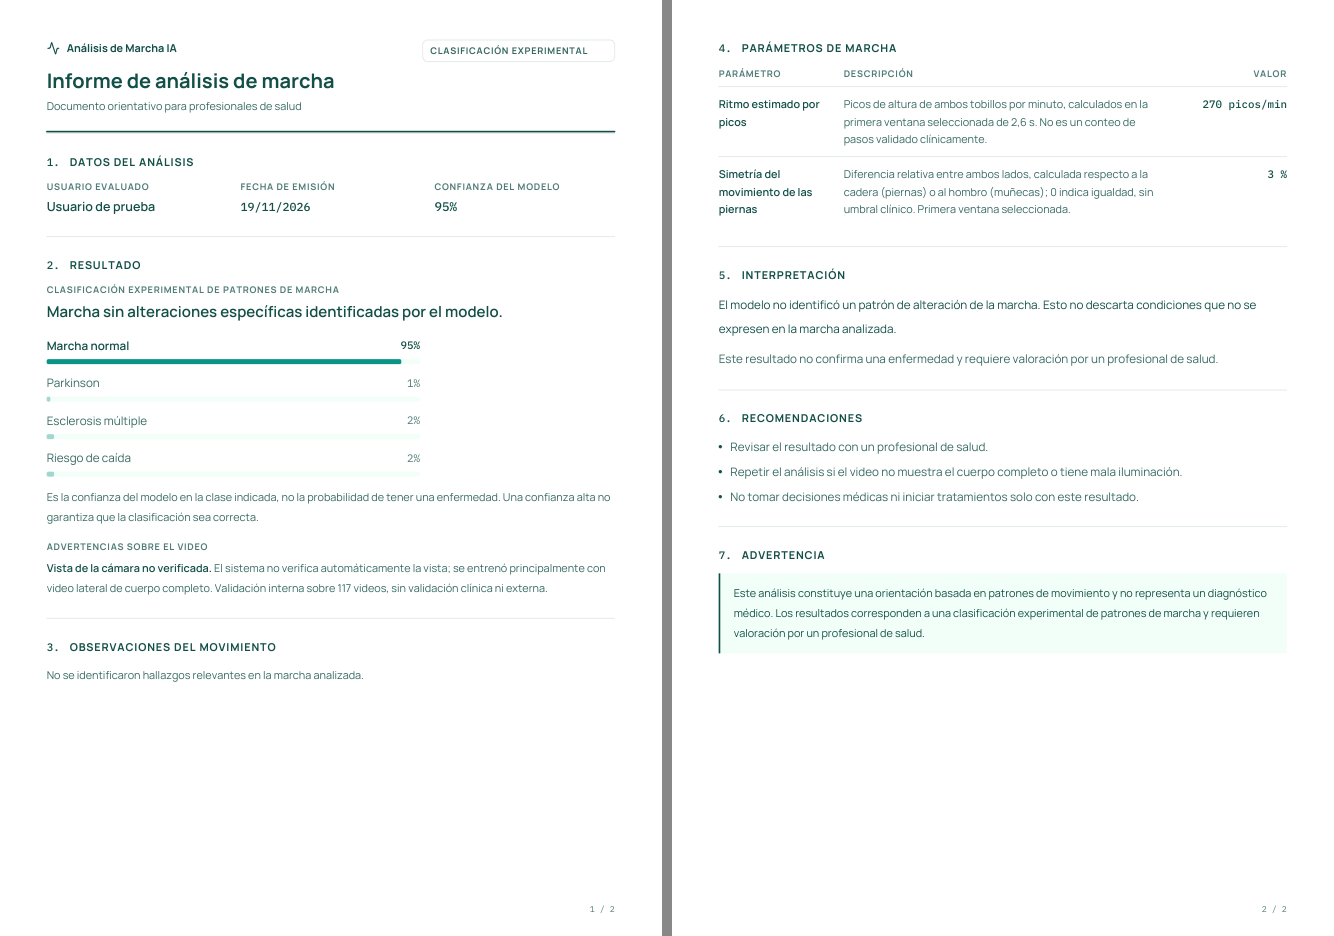 Análisis de Marcha IA
CLASIFICACIÓN EXPERIMENTAL
Informe de análisis de marcha
Documento orientativo para profesionales de salud
1. DATOS DEL ANÁLISIS
USUARIO EVALUADO
Usuario de prueba
FECHA DE EMISIÓN
19/11/2026
CONFIANZA DEL MODELO
95%
2. RESULTADO
CLASIFICACIÓN EXPERIMENTAL DE PATRONES DE MARCHA
Marcha sin alteraciones específicas identificadas por el modelo.
Marcha normal 95%
Parkinson 1%
Esclerosis múltiple 2%
Riesgo de caída 2%
Es la confianza del modelo en la clase indicada, no la probabilidad de tener una enfermedad. Una confianza alta no
garantiza que la clasificación sea correcta.
ADVERTENCIAS SOBRE EL VIDEO
Vista de la cámara no verificada. El sistema no verifica automáticamente la vista; se entrenó principalmente con
video lateral de cuerpo completo. Validación interna sobre 117 videos, sin validación clínica ni externa.
3. OBSERVACIONES DEL MOVIMIENTO
No se identificaron hallazgos relevantes en la marcha analizada.
1 / 2
4. PARÁMETROS DE MARCHA
PARÁMETRO DESCRIPCIÓN VALOR
Ritmo estimado por
picos
Picos de altura de ambos tobillos por minuto, calculados en la
primera ventana seleccionada de 2,6 s. No es un conteo de
pasos validado clínicamente.
270 picos/min
Simetría del
movimiento de las
piernas
Diferencia relativa entre ambos lados, calculada respecto a la
cadera (piernas) o al hombro (muñecas); 0 indica igualdad, sin
umbral clínico. Primera ventana seleccionada.
3 %
5. INTERPRETACIÓN
El modelo no identificó un patrón de alteración de la marcha. Esto no descarta condiciones que no se
expresen en la marcha analizada.
Este resultado no confirma una enfermedad y requiere valoración por un profesional de salud.
6. RECOMENDACIONES
• Revisar el resultado con un profesional de salud.
• Repetir el análisis si el video no muestra el cuerpo completo o tiene mala iluminación.
• No tomar decisiones médicas ni iniciar tratamientos solo con este resultado.
7. ADVERTENCIA
Este análisis constituye una orientación basada en patrones de movimiento y no representa un diagnóstico
médico. Los resultados corresponden a una clasificación experimental de patrones de marcha y requieren
valoración por un profesional de salud.
2 / 2